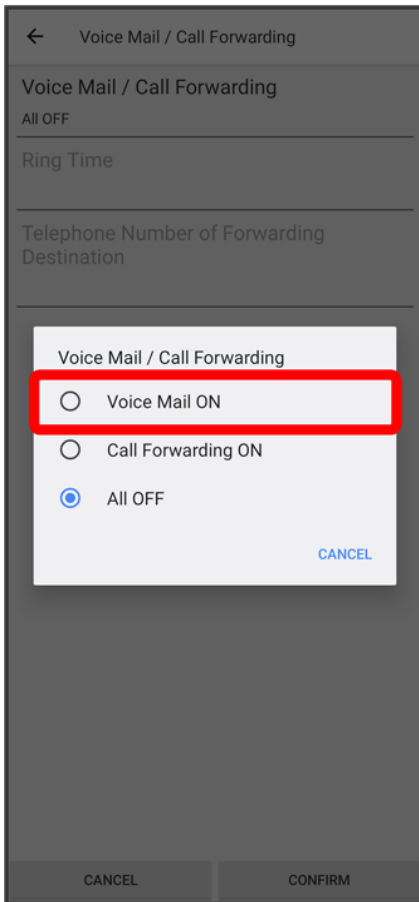 Voice Mail / Call Forwarding
Voice Mail / Call Forwarding
All OFF
Ring Time
Telephone Number of Forwarding
Destination
Voice Mail / Call Forwarding
Voice Mail ON
Call Forwarding ON
All OFF
CANCEL
CANCEL
CONFIRM